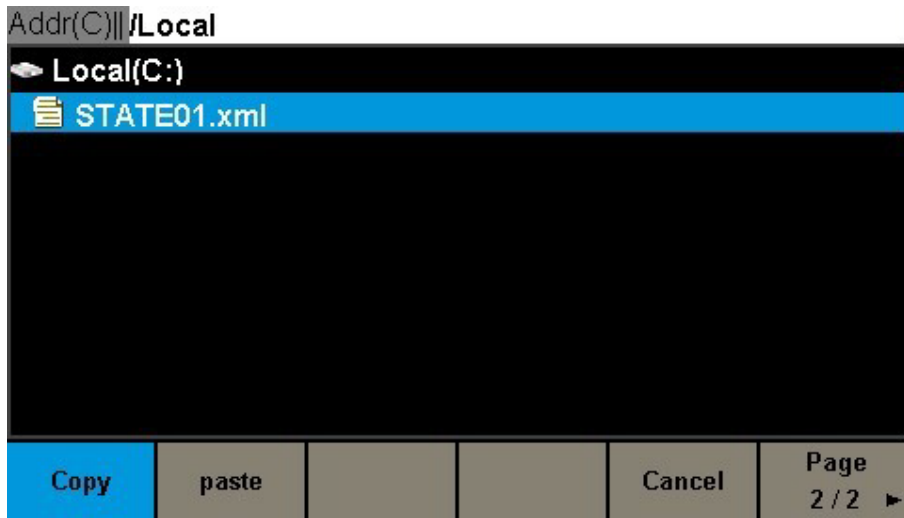 Addr(C)|| /Local
Local(C:)
STATE01.xml
Copy paste Cancel Page
2 / 2 ►